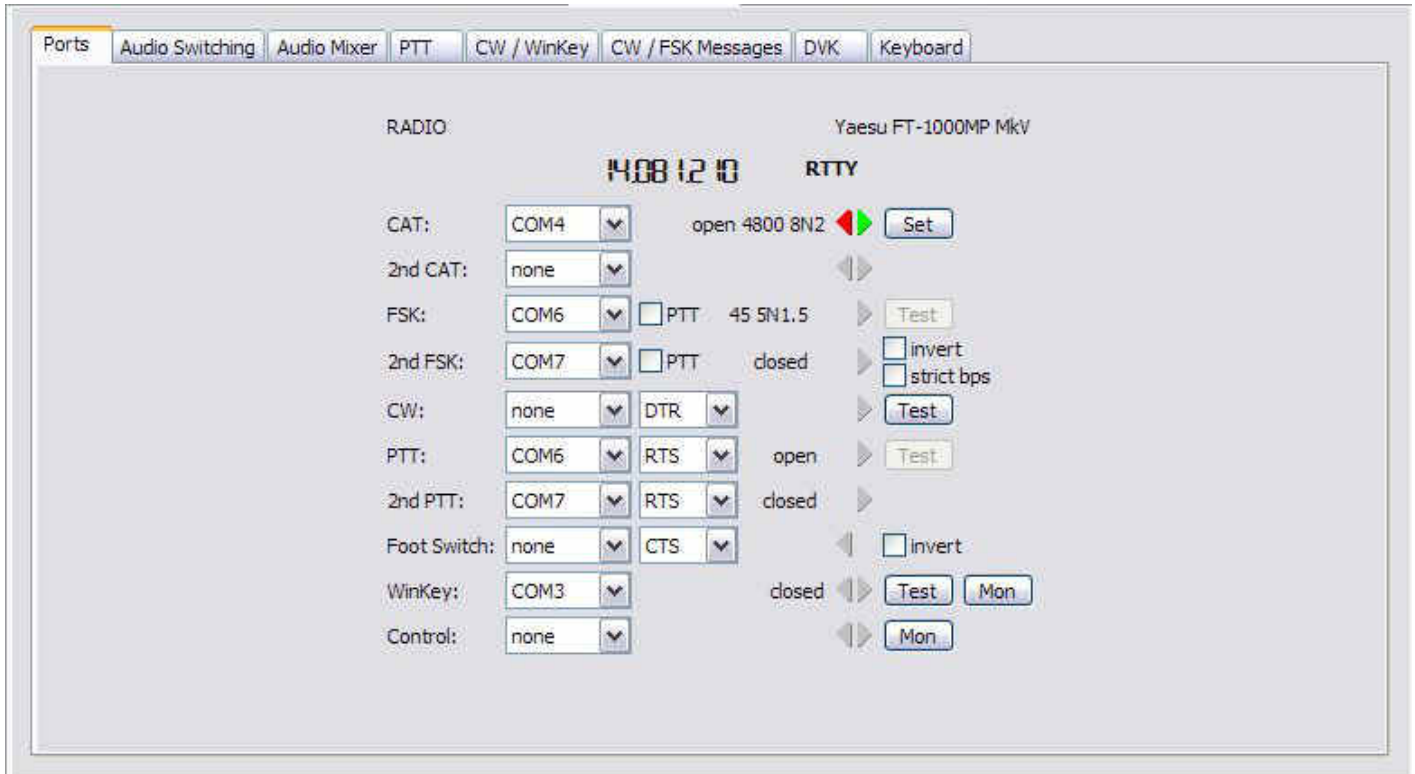 Ports Audio Switching Audio Mixer PTT CW / WinKey CW / FSK Messages DVK Keyboard
RADIO Yaesu FT-1000MP MkV
14.081.210 RTTY
CAT: COM4 open 4800 8N2 Set
2nd CAT: none
FSK: COM6 PTT 45 5N1.5 Test
2nd FSK: COM7 PTT closed invert
strict bps
CW: none DTR Test
PTT: COM6 RTS open Test
2nd PTT: COM7 RTS closed
Foot Switch: none CTS invert
WinKey: COM3 closed Test Mon
Control: none Mon